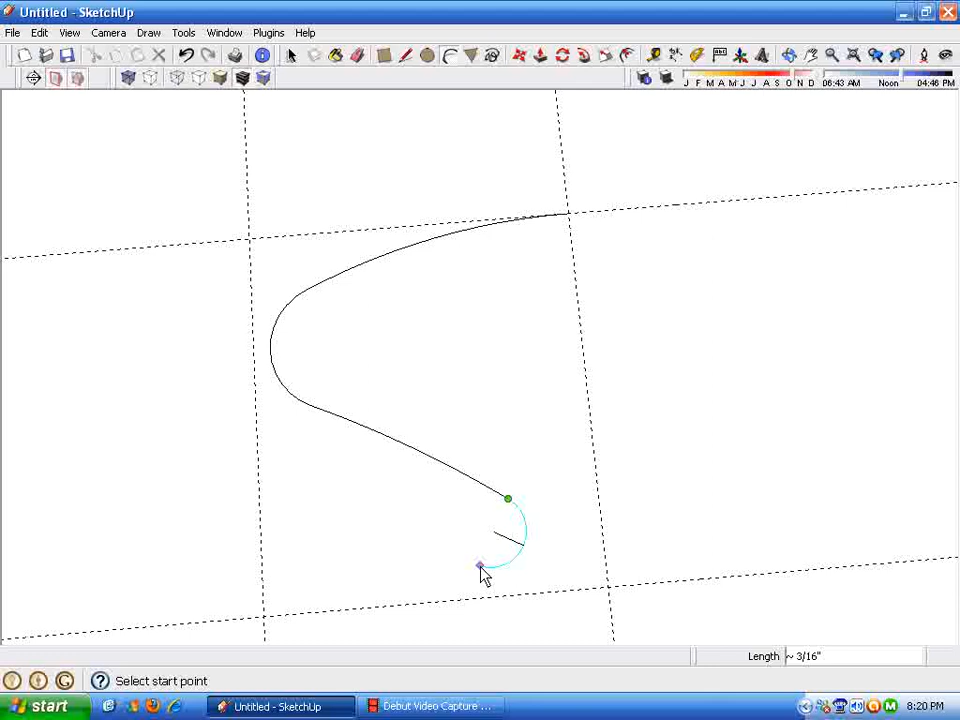 Untitled - SketchUp
File Edit View Camera Draw Tools Window Plugins Help
J F M A M J J A S O N D 06:43 AM Noon 04:46 PM
Length ~ 3/16"
Select start point
start Untitled - SketchUp Debut Video Capture ... 8:20 PM